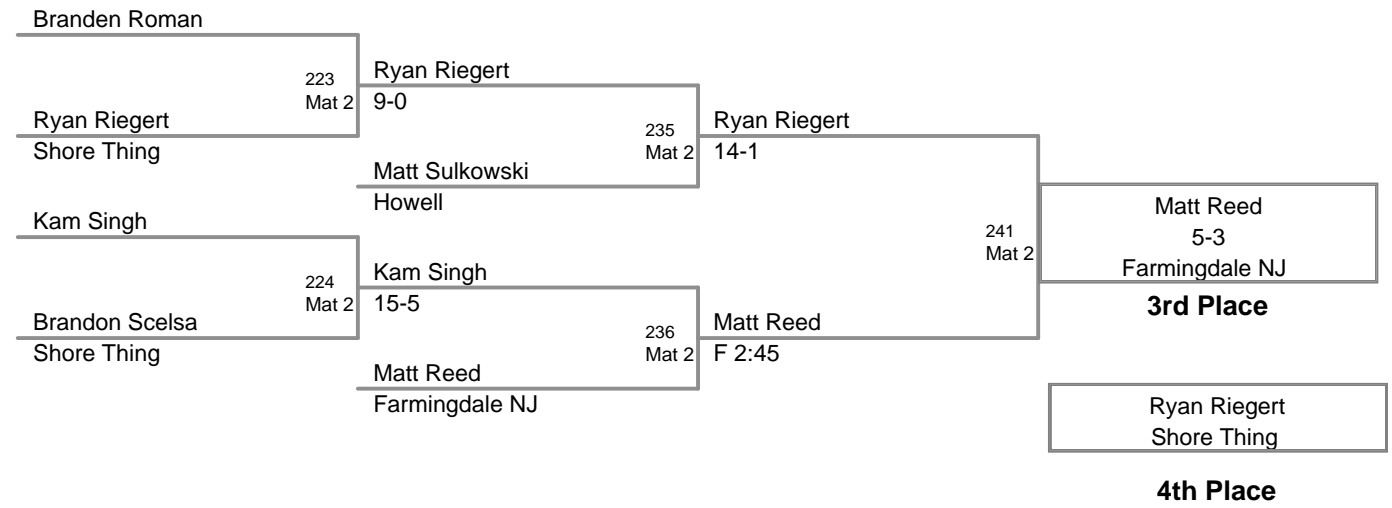 Branden Roman
223
Mat 2
Ryan Riegert
9-0
Ryan Riegert
Shore Thing
235
Mat 2
Ryan Riegert
14-1
Matt Sulkowski
Howell
Kam Singh
241
Mat 2
Matt Reed
5-3
Farmingdale NJ
3rd Place
224
Mat 2
Kam Singh
15-5
Brandon Scelsa
Shore Thing
236
Mat 2
Matt Reed
F 2:45
Matt Reed
Farmingdale NJ
Ryan Riegert
Shore Thing
4th Place